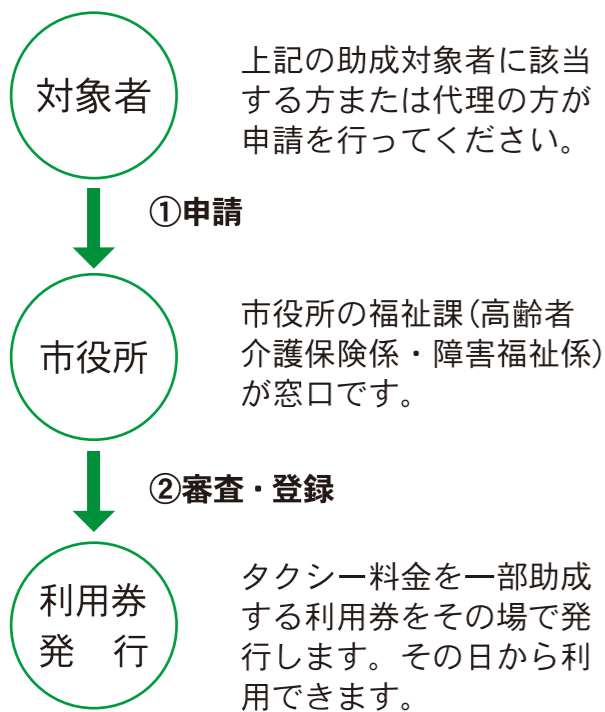 対象者
上記の助成対象者に該当
する方または代理の方が
申請を行ってください。
①申請
市役所
市役所の福祉課(高齢者
介護保険係・障害福祉係)
が窓口です。
②審査・登録
利用券
発　行
タクシー料金を一部助成
する利用券をその場で発
行します。その日から利
用できます。